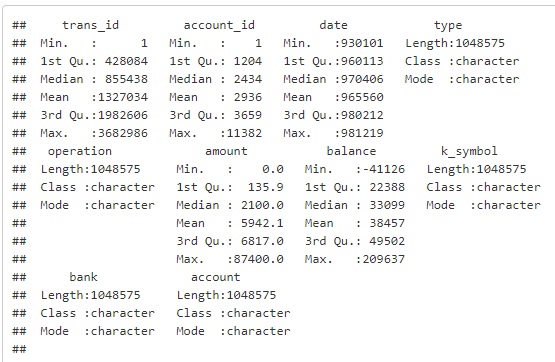 ##     trans_id         account_id         date            type
##  Min.   :      1   Min.   :    1   Min.   :930101   Length:1048575
##  1st Qu.: 428084   1st Qu.: 1204   1st Qu.:960113   Class :character
##  Median : 855438   Median : 2434   Median :970406   Mode  :character
##  Mean   :1327034   Mean   : 2936   Mean   :965560
##  3rd Qu.:1982606   3rd Qu.: 3659   3rd Qu.:980212
##  Max.   :3682986   Max.   :11382   Max.   :981219
##   operation             amount           balance         k_symbol
##  Length:1048575     Min.   :    0.0   Min.   :-41126   Length:1048575
##  Class :character   1st Qu.:  135.9   1st Qu.: 22388   Class :character
##  Mode  :character   Median : 2100.0   Median : 33099   Mode  :character
##                     Mean   : 5942.1   Mean   : 38457
##                     3rd Qu.: 6817.0   3rd Qu.: 49502
##                     Max.   :87400.0   Max.   :209637
##      bank             account
##  Length:1048575     Length:1048575
##  Class :character   Class :character
##  Mode  :character   Mode  :character
##